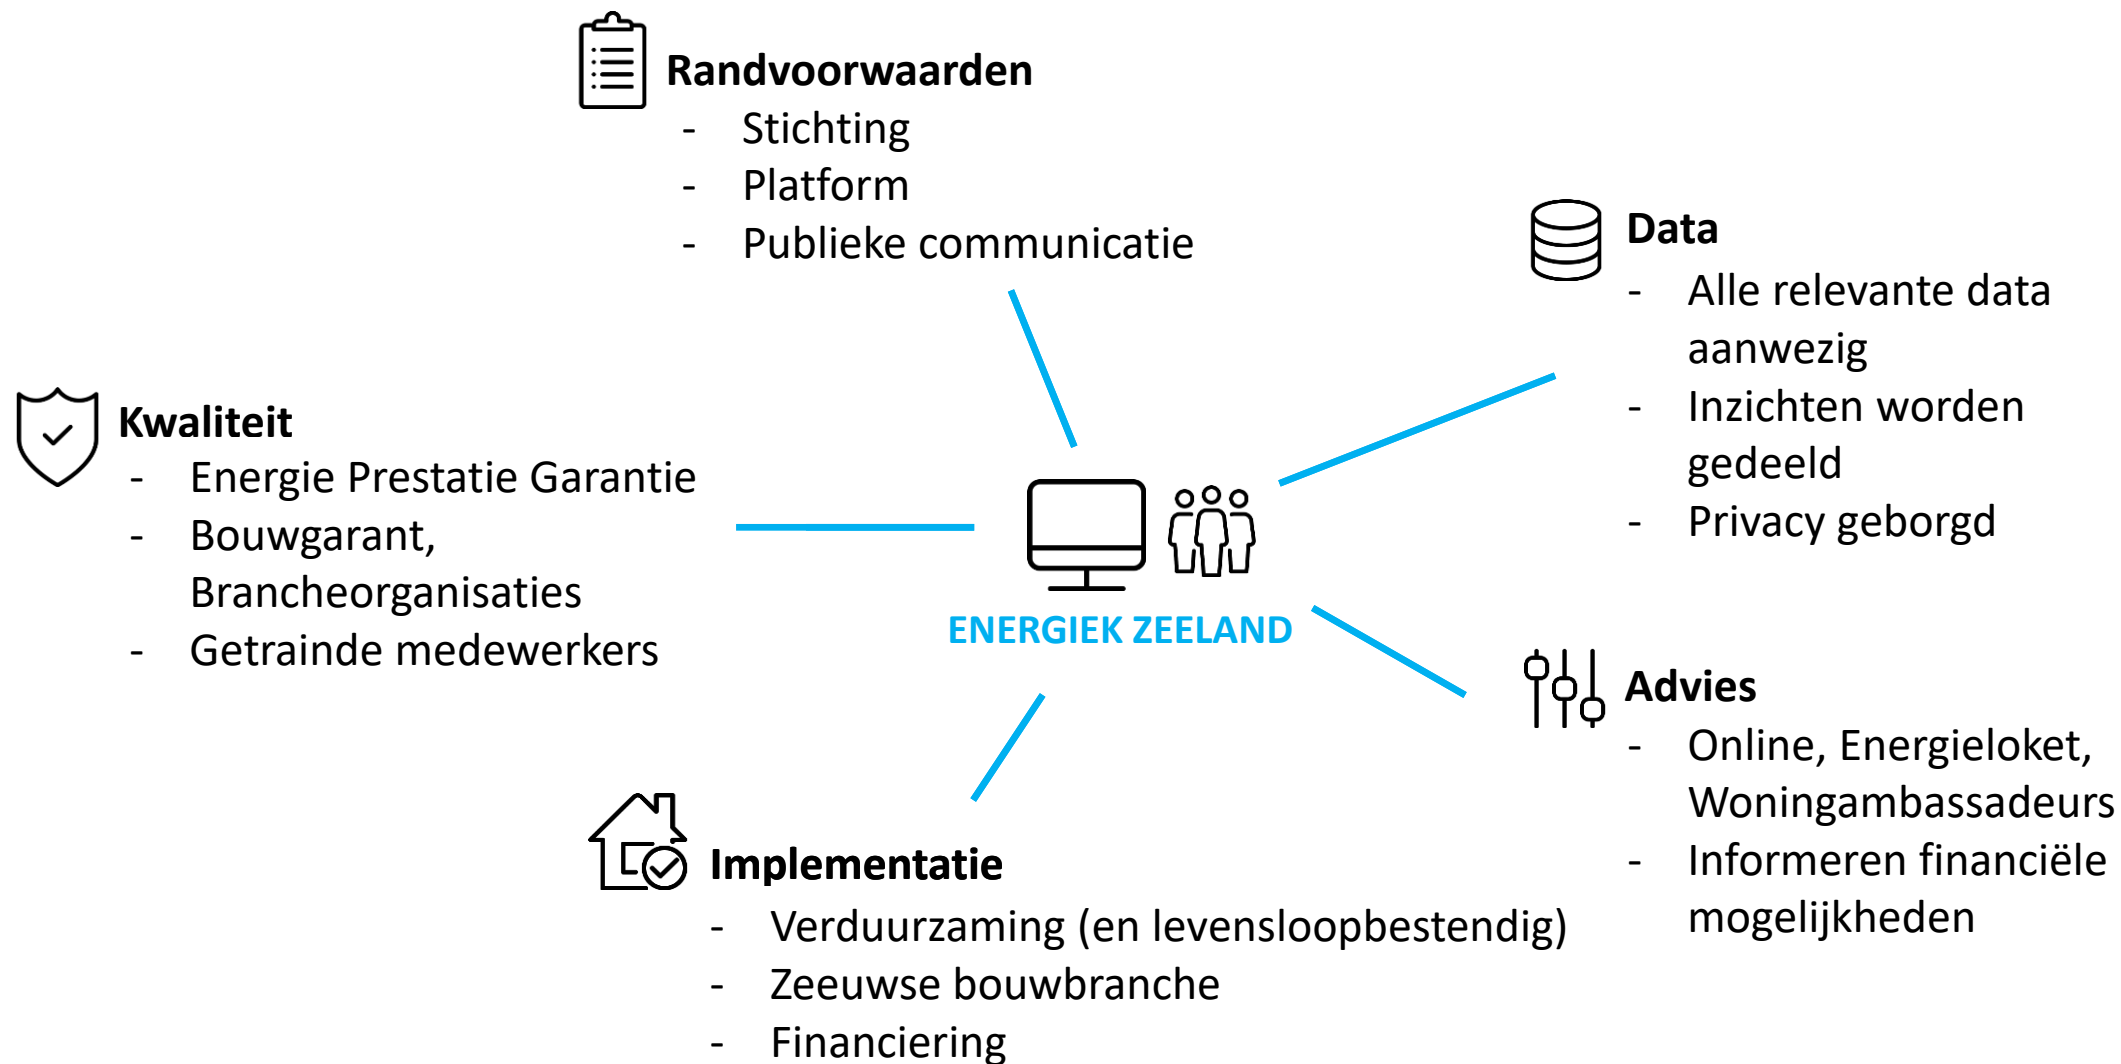 Randvoorwaarden
- Stichting
- Platform
- Publieke communicatie
Data
- Alle relevante data
aanwezig
- Inzichten worden
gedeeld
- Privacy geborgd
Kwaliteit
- Energie Prestatie Garantie
- Bouwgarant,
Brancheorganisaties
- Getrainde medewerkers
ENERGIEK ZEELAND
Advies
- Online, Energieloket,
Woningambassadeurs
- Informeren financiële
mogelijkheden
Implementatie
- Verduurzaming (en levensloopbestendig)
- Zeeuwse bouwbranche
- Financiering